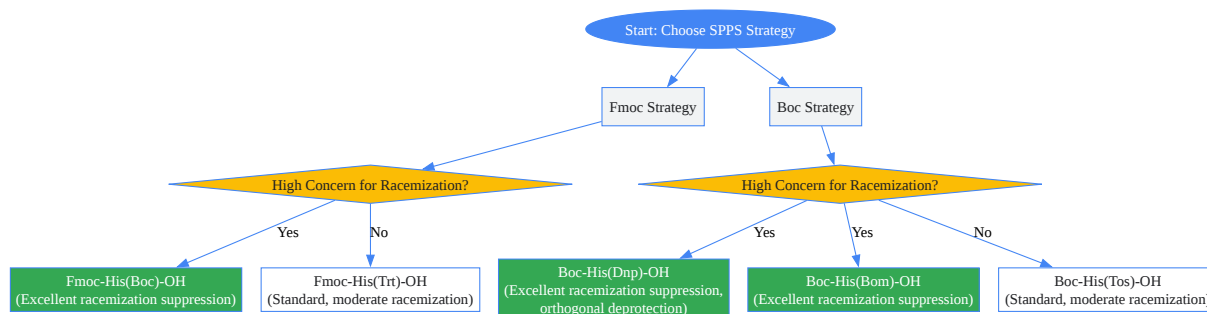 Start: Choose SPPS Strategy
Fmoc Strategy
Boc Strategy
High Concern for Racemization?
High Concern for Racemization?
Yes
No
Yes
Yes
No
Fmoc-His(Boc)-OH
(Excellent racemization suppression)
Fmoc-His(Trt)-OH
(Standard, moderate racemization)
Boc-His(Dnp)-OH
(Excellent racemization suppression,
orthogonal deprotection)
Boc-His(Bom)-OH
(Excellent racemization suppression)
Boc-His(Tos)-OH
(Standard, moderate racemization)